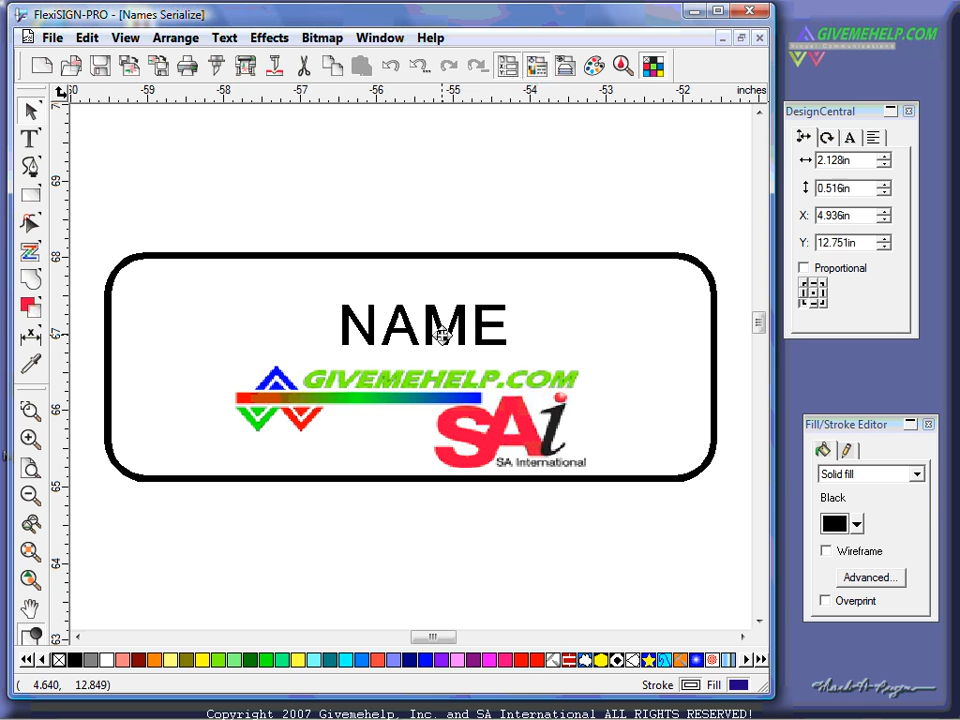 FlexiSIGN-PRO - [Names Serialize]
File Edit View Arrange Text Effects Bitmap Window Help
GIVEMEHELP.COM
Visual Communications
-59 -58 -57 -56 -55 -54 -53 -52 inches
69
68
67
66
65
64
63
NAME
GIVEMEHELP.COM
SAi
SA International
DesignCentral
2.128in
0.516in
X: 4.936in
Y: 12.751in
Proportional
Fill/Stroke Editor
Solid fill
Black
Wireframe
Advanced...
Overprint
( 4.640, 12.849)
Stroke Fill
Copyright 2007 Givemehelp, Inc. and SA International ALL RIGHTS RESERVED!